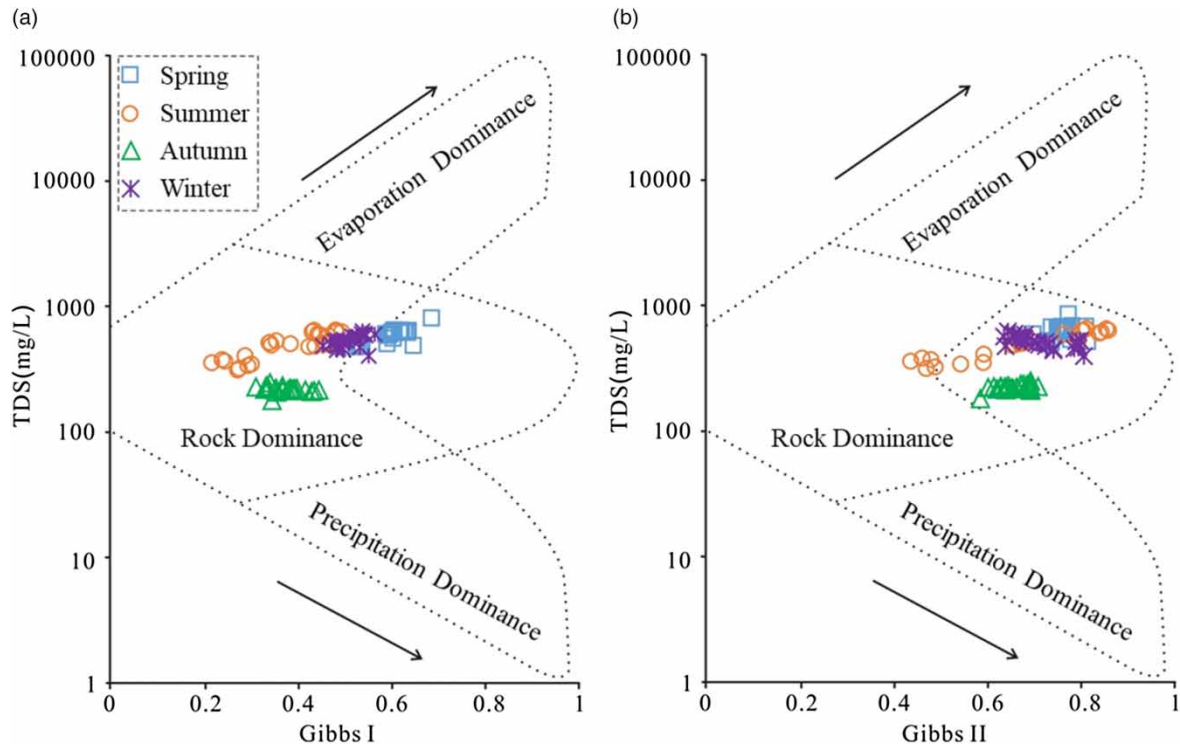 (a)
100000
10000
1000
100
10
1
TDS(mg/L)
Spring
Summer
Autumn
Winter
Evaporation Dominance
Rock Dominance
Precipitation Dominance
0
0.2
0.4
0.6
0.8
1
Gibbs I
(b)
100000
10000
1000
100
10
1
TDS(mg/L)
Evaporation Dominance
Rock Dominance
Precipitation Dominance
0
0.2
0.4
0.6
0.8
1
Gibbs II